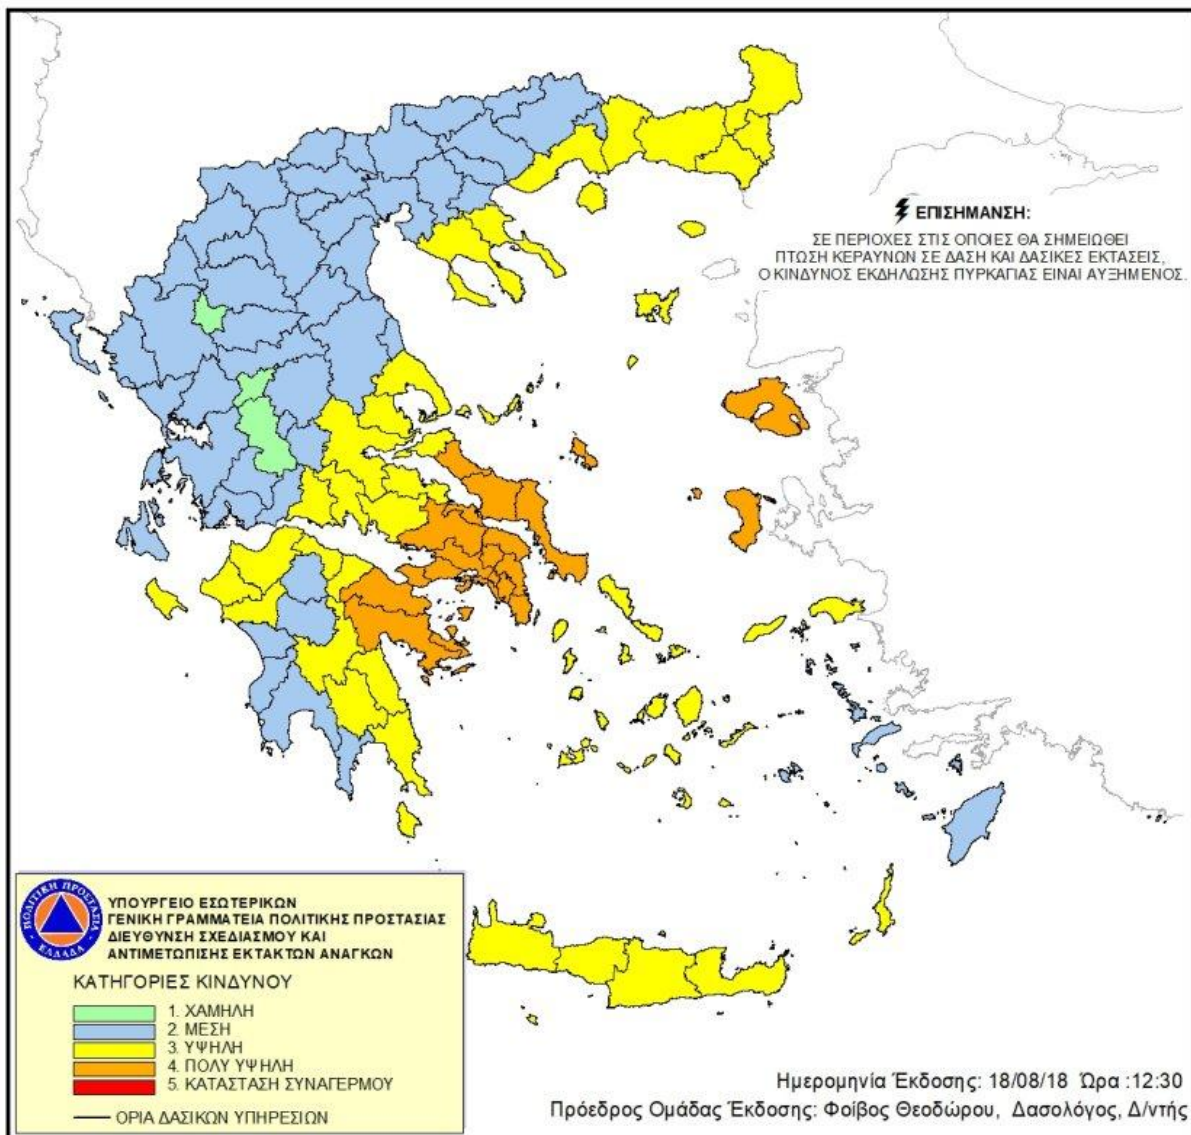 ΕΠΙΣΗΜΑΝΣΗ:
ΣΕ ΠΕΡΙΟΧΕΣ ΣΤΙΣ ΟΠΟΙΕΣ ΘΑ ΣΗΜΕΙΩΘΕΙ
ΠΤΩΣΗ ΚΕΡΑΥΝΩΝ ΣΕ ΔΑΣΗ ΚΑΙ ΔΑΣΙΚΕΣ ΕΚΤΑΣΕΙΣ,
Ο ΚΙΝΔΥΝΟΣ ΕΚΔΗΛΩΣΗΣ ΠΥΡΚΑΓΙΑΣ ΕΙΝΑΙ ΑΥΞΗΜΕΝΟΣ.
ΠΟΛΙΤΙΚΗ ΠΡΟΣΤΑΣΙΑ
ΕΛΛΑΔΑ
ΥΠΟΥΡΓΕΙΟ ΕΣΩΤΕΡΙΚΩΝ
ΓΕΝΙΚΗ ΓΡΑΜΜΑΤΕΙΑ ΠΟΛΙΤΙΚΗΣ ΠΡΟΣΤΑΣΙΑΣ
ΔΙΕΥΘΥΝΣΗ ΣΧΕΔΙΑΣΜΟΥ ΚΑΙ
ΑΝΤΙΜΕΤΩΠΙΣΗΣ ΕΚΤΑΚΤΩΝ ΑΝΑΓΚΩΝ
ΚΑΤΗΓΟΡΙΕΣ ΚΙΝΔΥΝΟΥ
1. ΧΑΜΗΛΗ
2. ΜΕΣΗ
3. ΥΨΗΛΗ
4. ΠΟΛΥ ΥΨΗΛΗ
5. ΚΑΤΑΣΤΑΣΗ ΣΥΝΑΓΕΡΜΟΥ
ΟΡΙΑ ΔΑΣΙΚΩΝ ΥΠΗΡΕΣΙΩΝ
Ημερομηνία Έκδοσης: 18/08/18 Ώρα :12:30
Πρόεδρος Ομάδας Έκδοσης: Φοίβος Θεοδώρου, Δασολόγος, Δ/ντής